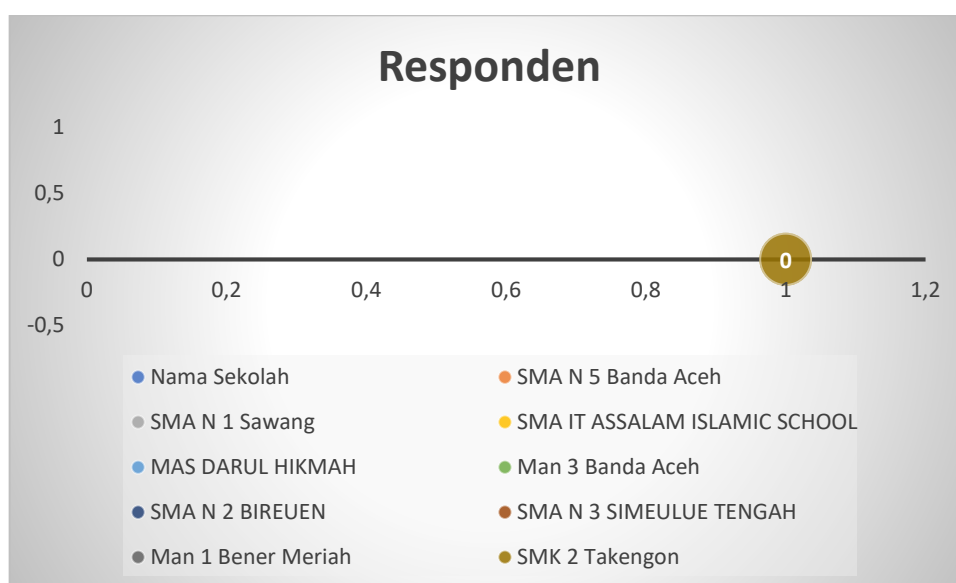 Responden
1
0,5
0
0
0 0,2 0,4 0,6 0,8 1 1,2
-0,5
Nama Sekolah SMA N 5 Banda Aceh
SMA N 1 Sawang SMA IT ASSALAM ISLAMIC SCHOOL
MAS DARUL HIKMAH Man 3 Banda Aceh
SMA N 2 BIREUEN SMA N 3 SIMEULUE TENGAH
Man 1 Bener Meriah SMK 2 Takengon